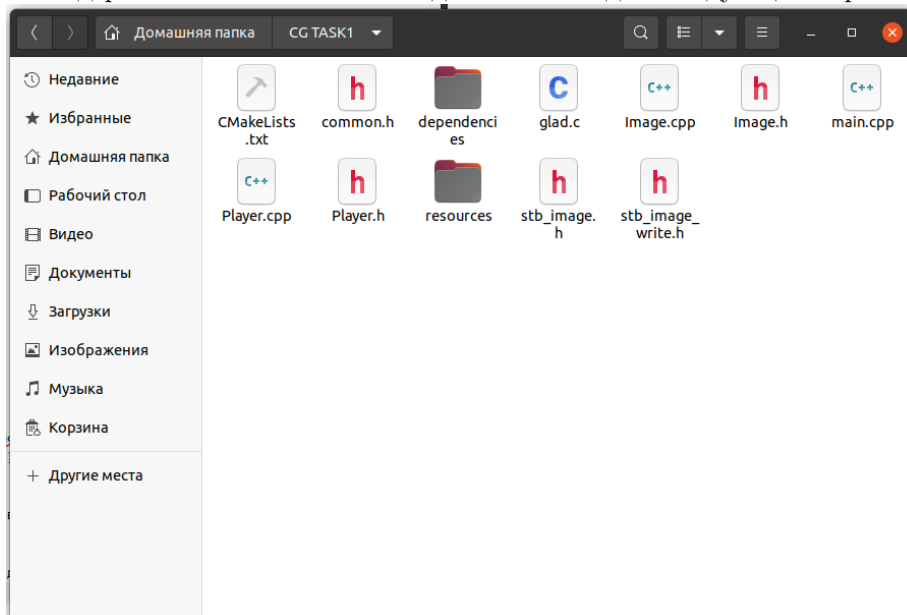 Домашняя папка CG TASK1
Недавние
Избранные
Домашняя папка
Рабочий стол
Видео
Документы
Загрузки
Изображения
Музыка
Корзина
Другие места
CMakeLists
.txt
common.h
dependenci
es
glad.c
Image.cpp
Image.h
main.cpp
Player.cpp
Player.h
resources
stb_image.
h
stb_image_
write.h